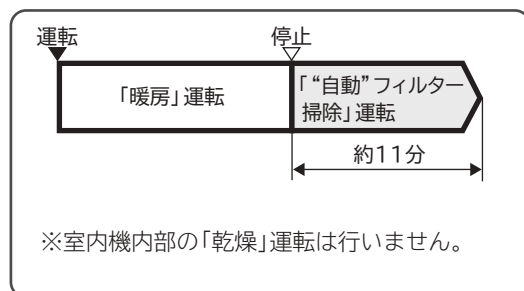 運転
停止
「暖房」運転
「“自動”フィルター
掃除」運転
約11分
※室内機内部の「乾燥」運転は行いません。